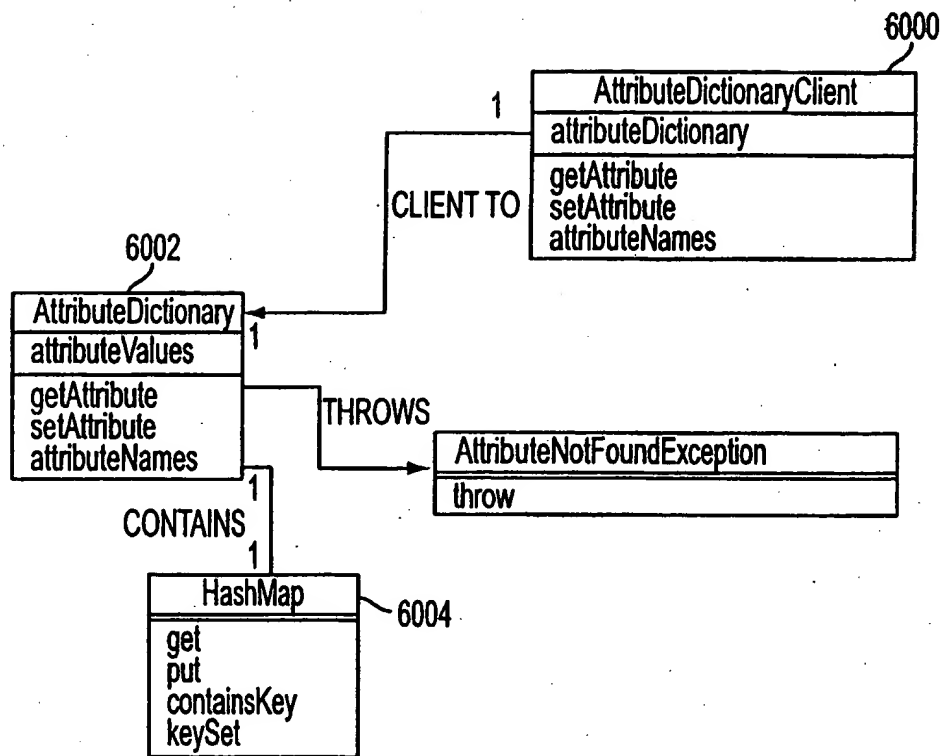 6000
AttributeDictionaryClient
attributeDictionary
getAttribute
setAttribute
attributeNames
1
CLIENT TO
6002
AttributeDictionary
attributeValues
getAttribute
setAttribute
attributeNames
1
THROWS
AttributeNotFoundException
throw
1
CONTAINS
1
HashMap
get
put
containsKey
keySet
6004